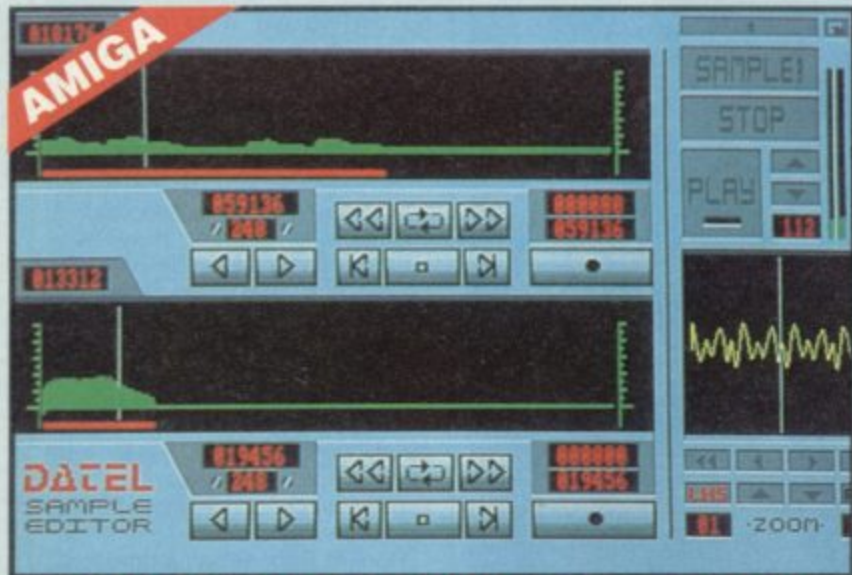 AMIGA
SAMPLE!
STOP
PLAY
112
059136
240
000000
059136
013312
019456
240
000000
019456
DATEL
SAMPLE
EDITOR
01
ZOOM